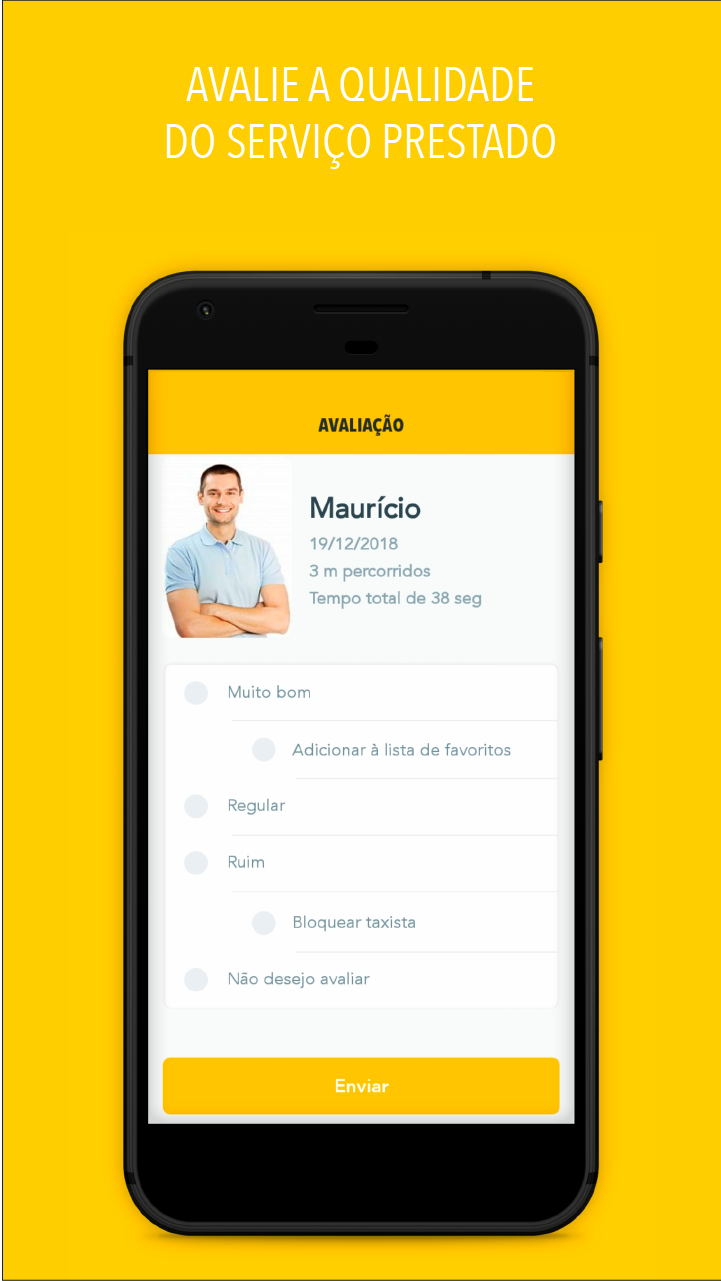 AVALIE A QUALIDADE
DO SERVIÇO PRESTADO
AVALIAÇÃO
Maurício
19/12/2018
3 m percorridos
Tempo total de 38 seg
Muito bom
Adicionar à lista de favoritos
Regular
Ruim
Bloquear taxista
Não desejo avaliar
Enviar